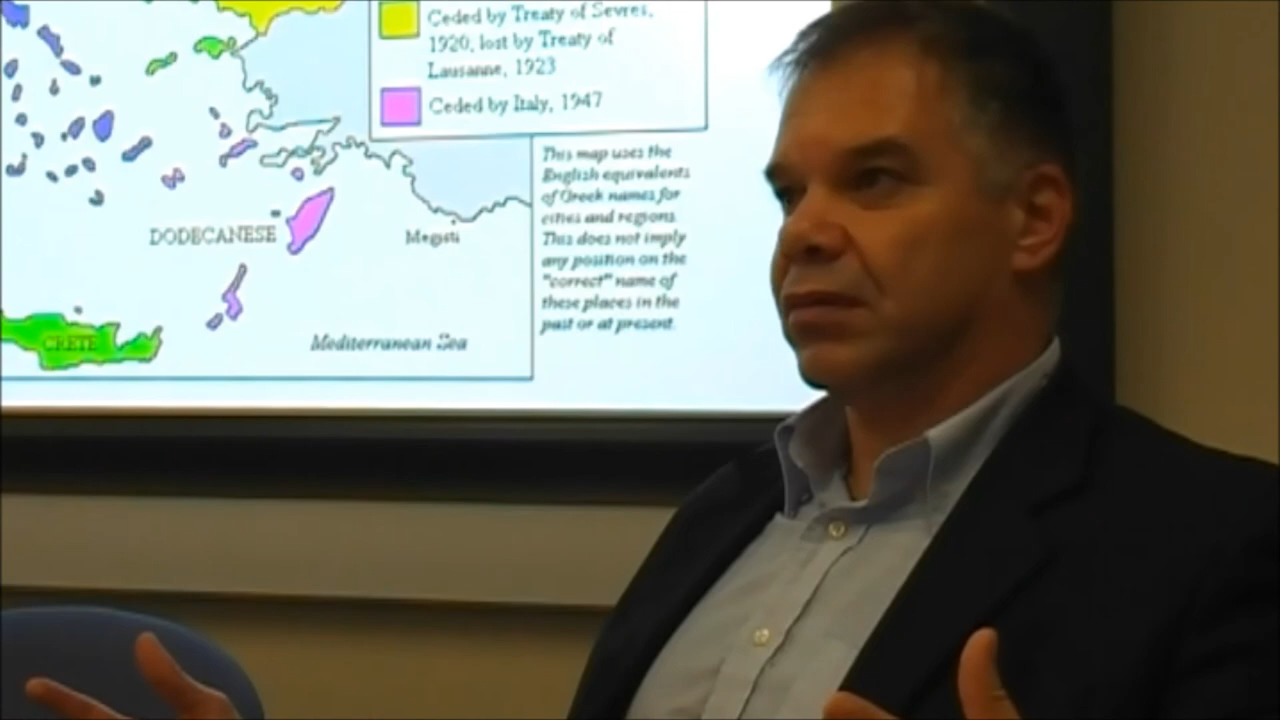 Ceded by Treaty of Sevres,
1920, lost by Treaty of
Lausanne, 1923
Ceded by Italy, 1947
This map uses the
English equivalents
of Greek names for
cities and regions.
This does not imply
any position on the
"correct" name of
these places in the
past or at present.
DODECANESE
Megisti
CRETE
Mediterranean Sea